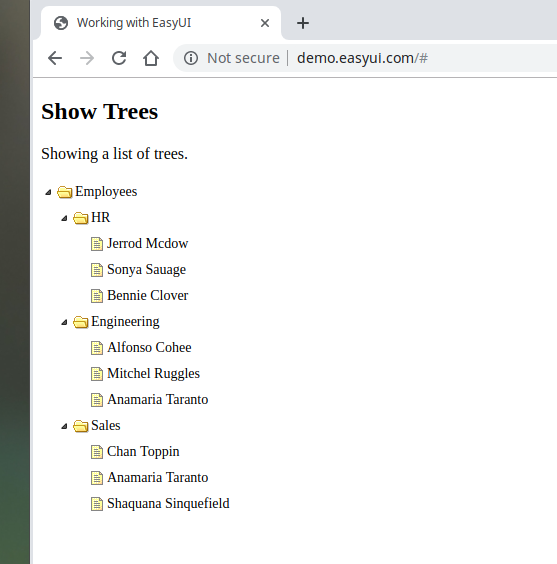 Working with EasyUI
Not secure demo.easyui.com/#
Show Trees
Showing a list of trees.
Employees
HR
Jerrod Mcdow
Sonya Sauage
Bennie Clover
Engineering
Alfonso Cohee
Mitchel Ruggles
Anamaria Taranto
Sales
Chan Toppin
Anamaria Taranto
Shaquana Sinquefield